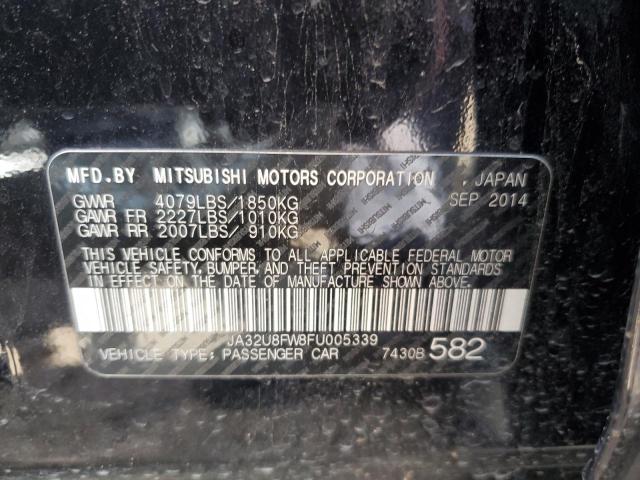 MFD.BY MITSUBISHI MOTORS CORPORATION , JAPAN
GVWR 4079LBS/1850KG SEP 2014
GAWR FR 2227LBS/1010KG
GAWR RR 2007LBS/ 910KG
THIS VEHICLE CONFORMS TO ALL APPLICABLE FEDERAL MOTOR
VEHICLE SAFETY, BUMPER, AND THEFT PREVENTION STANDARDS
IN EFFECT ON THE DATE OF MANUFACTURE SHOWN ABOVE.
JA32U8FW8FU005339
VEHICLE TYPE: PASSENGER CAR 7430B 582